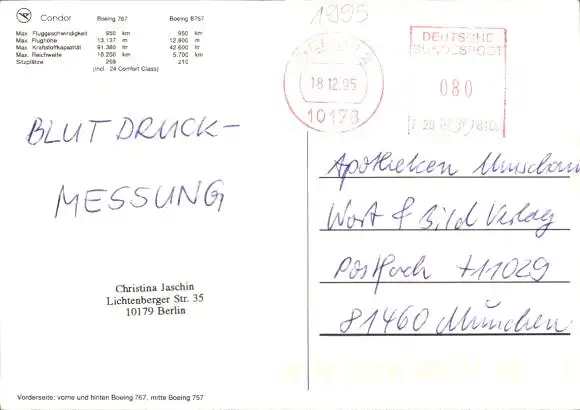 1995
Condor Boeing 767 Boeing B757
Max. Fluggeschwindigkeit 950 km 950 km
Max. Flughöhe 13.137 m 12.800 m
Max. Kraftstoffkapazität 91.380 ltr 42.600 ltr
Max. Reichweite 10.200 km 5.700 km
Sitzplätze 269 210
(incl. 24 Comfort Class)
BERLIN
18.12.95
10179
DEUTSCHE
BUNDESPOST
080
BLUTDRUCK-
MESSUNG
Apotheken Umschau
Wort & Bild Verlag
Postfach 11029
81460 München
Christina Jaschin
Lichtenberger Str. 35
10179 Berlin
Vorderseite: vorne und hinten Boeing 767, mitte Boeing 757